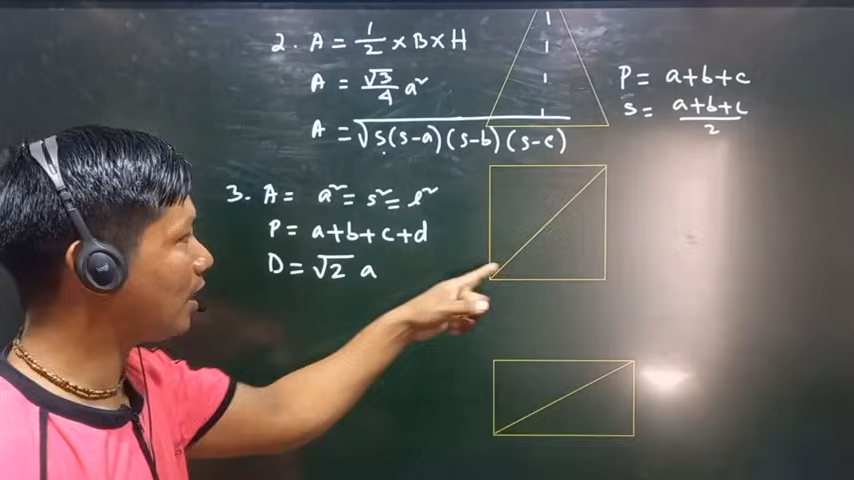 2. A = 1/2 × B × H
A = √3/4 a²
P = a+b+c
S = a+b+c/2
A = √s(s-a)(s-b)(s-c)
3. A = a² = s² = l²
P = a+b+c+d
D = √2 a